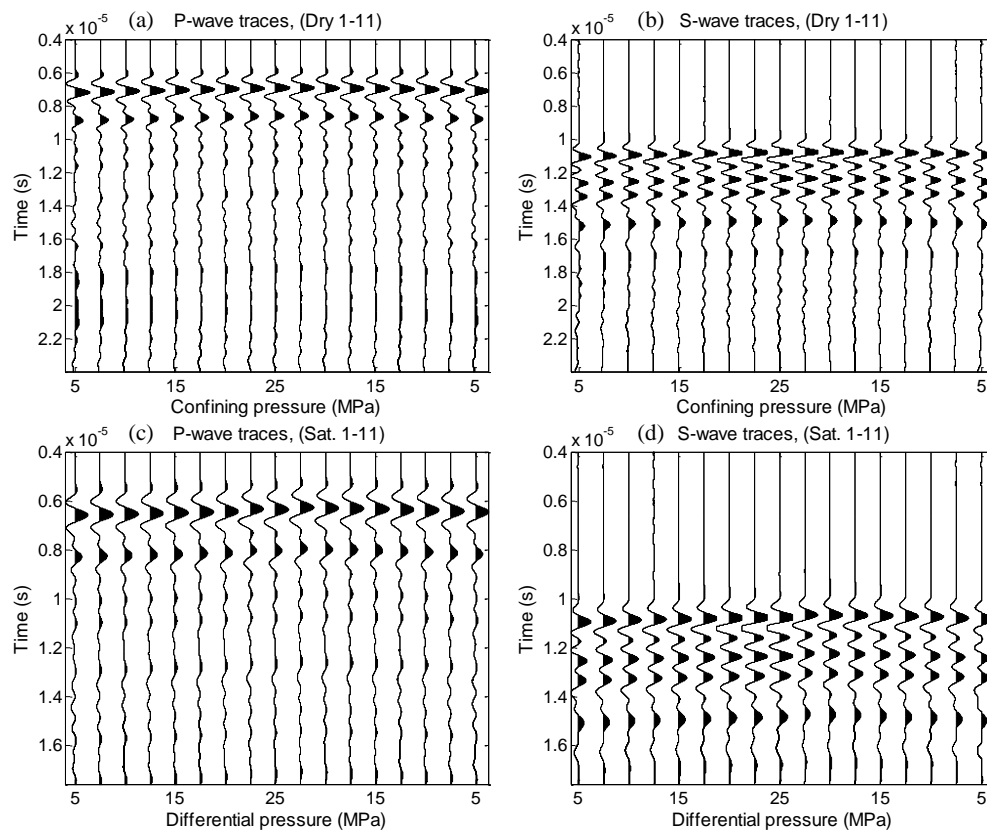 (a) P-wave traces, (Dry 1-11)
x 10-5
0.4
0.6
0.8
1
1.2
1.4
1.6
1.8
2
2.2
Time (s)
5 15 25 15 5
Confining pressure (MPa)
(b) S-wave traces, (Dry 1-11)
x 10-5
0.4
0.6
0.8
1
1.2
1.4
1.6
1.8
2
2.2
Time (s)
5 15 25 15 5
Confining pressure (MPa)
(c) P-wave traces, (Sat. 1-11)
x 10-5
0.4
0.6
0.8
1
1.2
1.4
1.6
Time (s)
5 15 25 15 5
Differential pressure (MPa)
(d) S-wave traces, (Sat. 1-11)
x 10-5
0.4
0.6
0.8
1
1.2
1.4
1.6
Time (s)
5 15 25 15 5
Differential pressure (MPa)